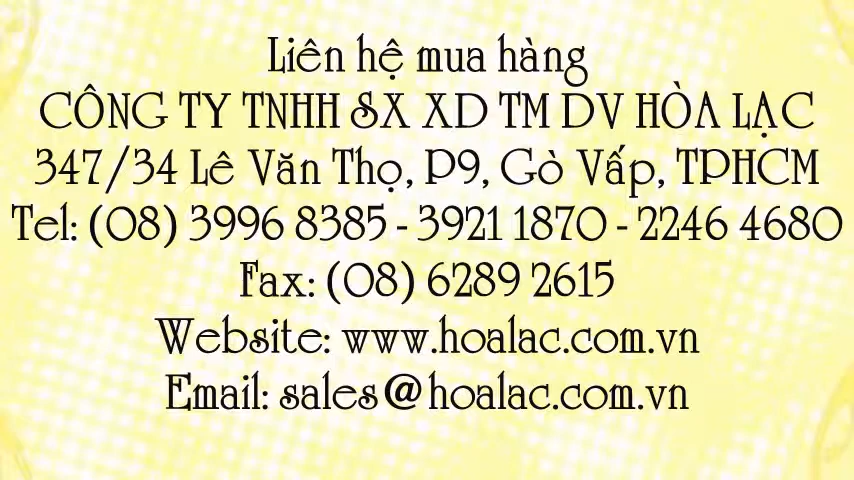 Liên hệ mua hàng
CÔNG TY TNHH SX XD TM DV HÒA LẠC
347/34 Lê Văn Thọ, P9, Gò Vấp, TPHCM
Tel: (08) 3996 8385 - 3921 1870 - 2246 4680
Fax: (08) 6289 2615
Website: www.hoalac.com.vn
Email: sales@hoalac.com.vn